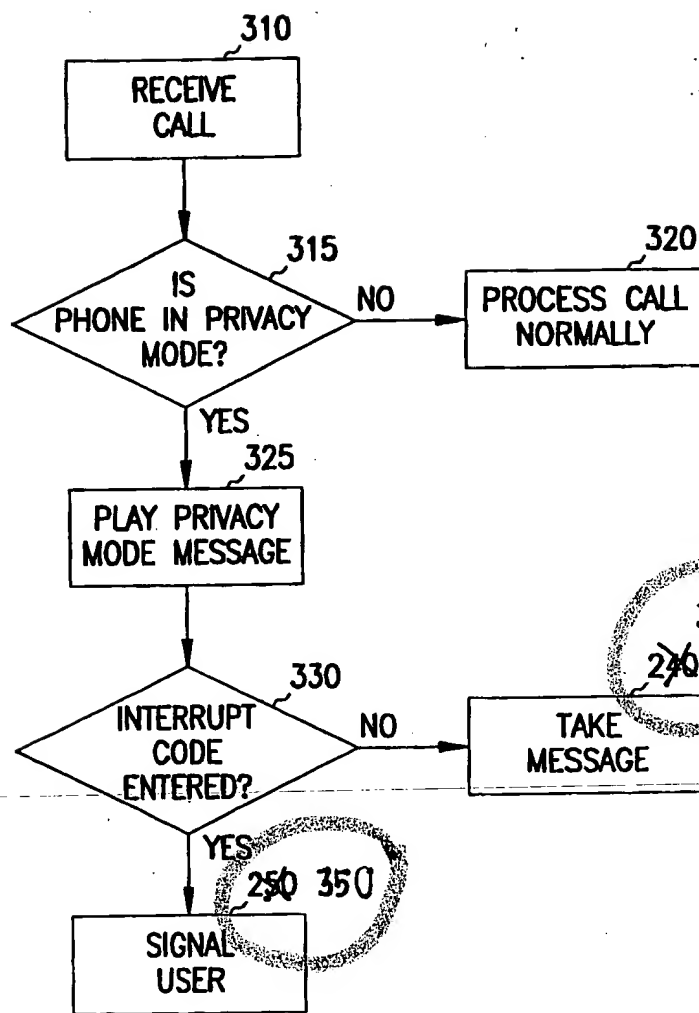 310
RECEIVE
CALL
315
IS
PHONE IN PRIVACY
MODE?
NO
320
PROCESS CALL
NORMALLY
YES
325
PLAY PRIVACY
MODE MESSAGE
330
INTERRUPT
CODE
ENTERED?
NO
240
TAKE
MESSAGE
YES
250 350
SIGNAL
USER